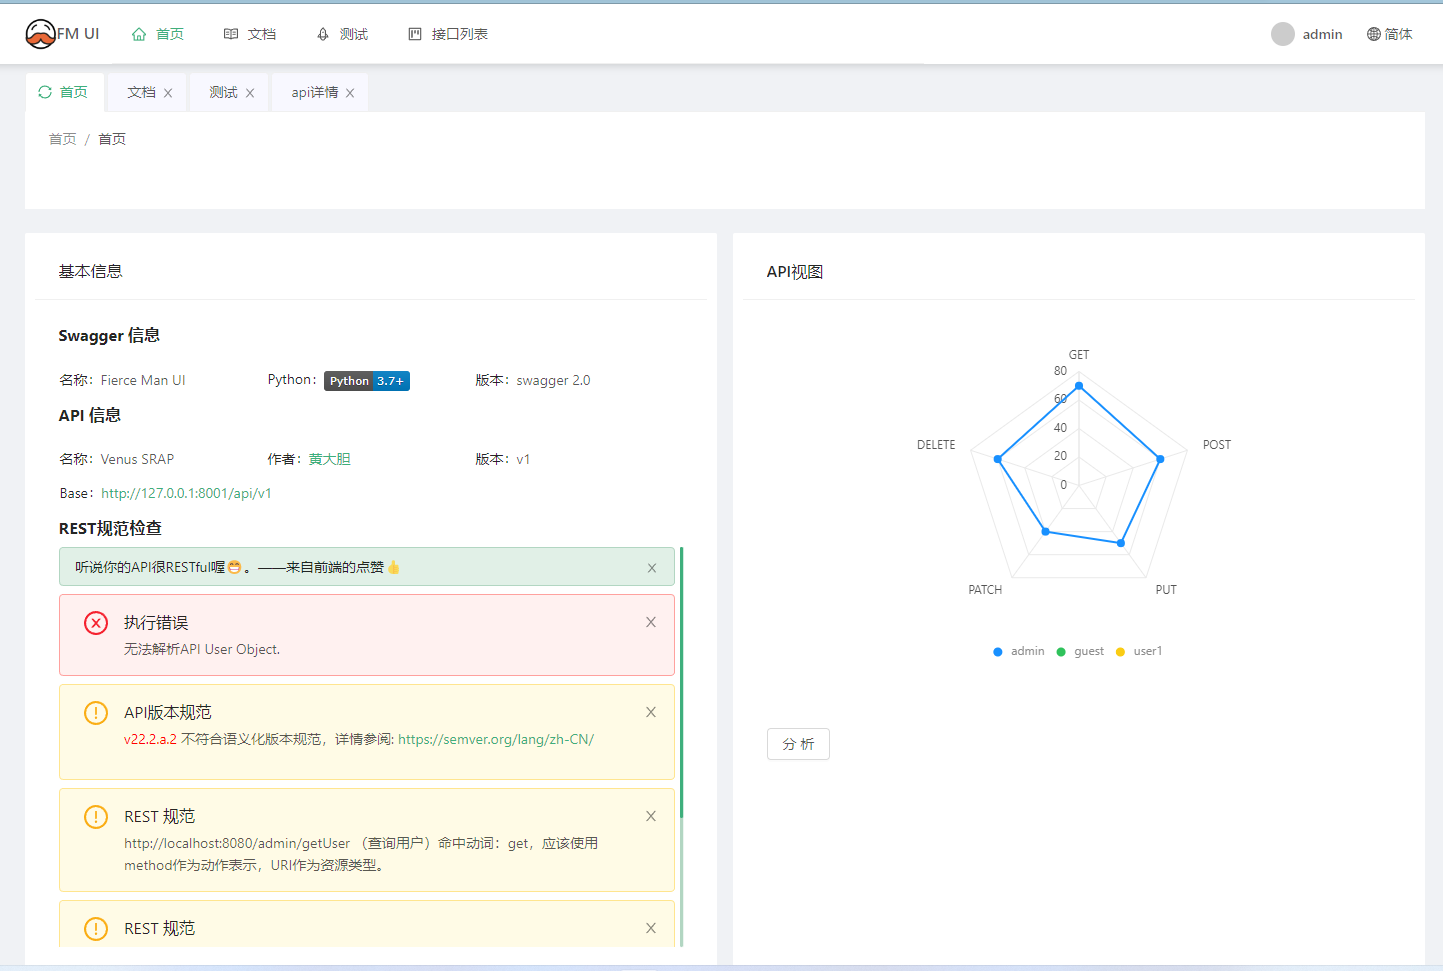 FM UI 首页 文档 测试 接口列表 admin 简体
首页 文档 X 测试 X api详情 X
首页 / 首页
基本信息
Swagger 信息
名称：Fierce Man UI Python： Python 3.7+ 版本：swagger 2.0
API 信息
名称：Venus SRAP 作者：黄大胆 版本：v1
Base：http://127.0.0.1:8001/api/v1
REST规范检查
听说你的API很RESTful喔😁。——来自前端的点赞👍
执行错误
无法解析API User Object.
API版本规范
v22.2.a.2 不符合语义化版本规范，详情参阅: https://semver.org/lang/zh-CN/
REST 规范
http://localhost:8080/admin/getUser （查询用户）命中动词：get，应该使用
method作为动作表示，URI作为资源类型。
REST 规范
API视图
GET
80
60
40
20
0
DELETE
POST
PATCH
PUT
admin guest user1
分 析